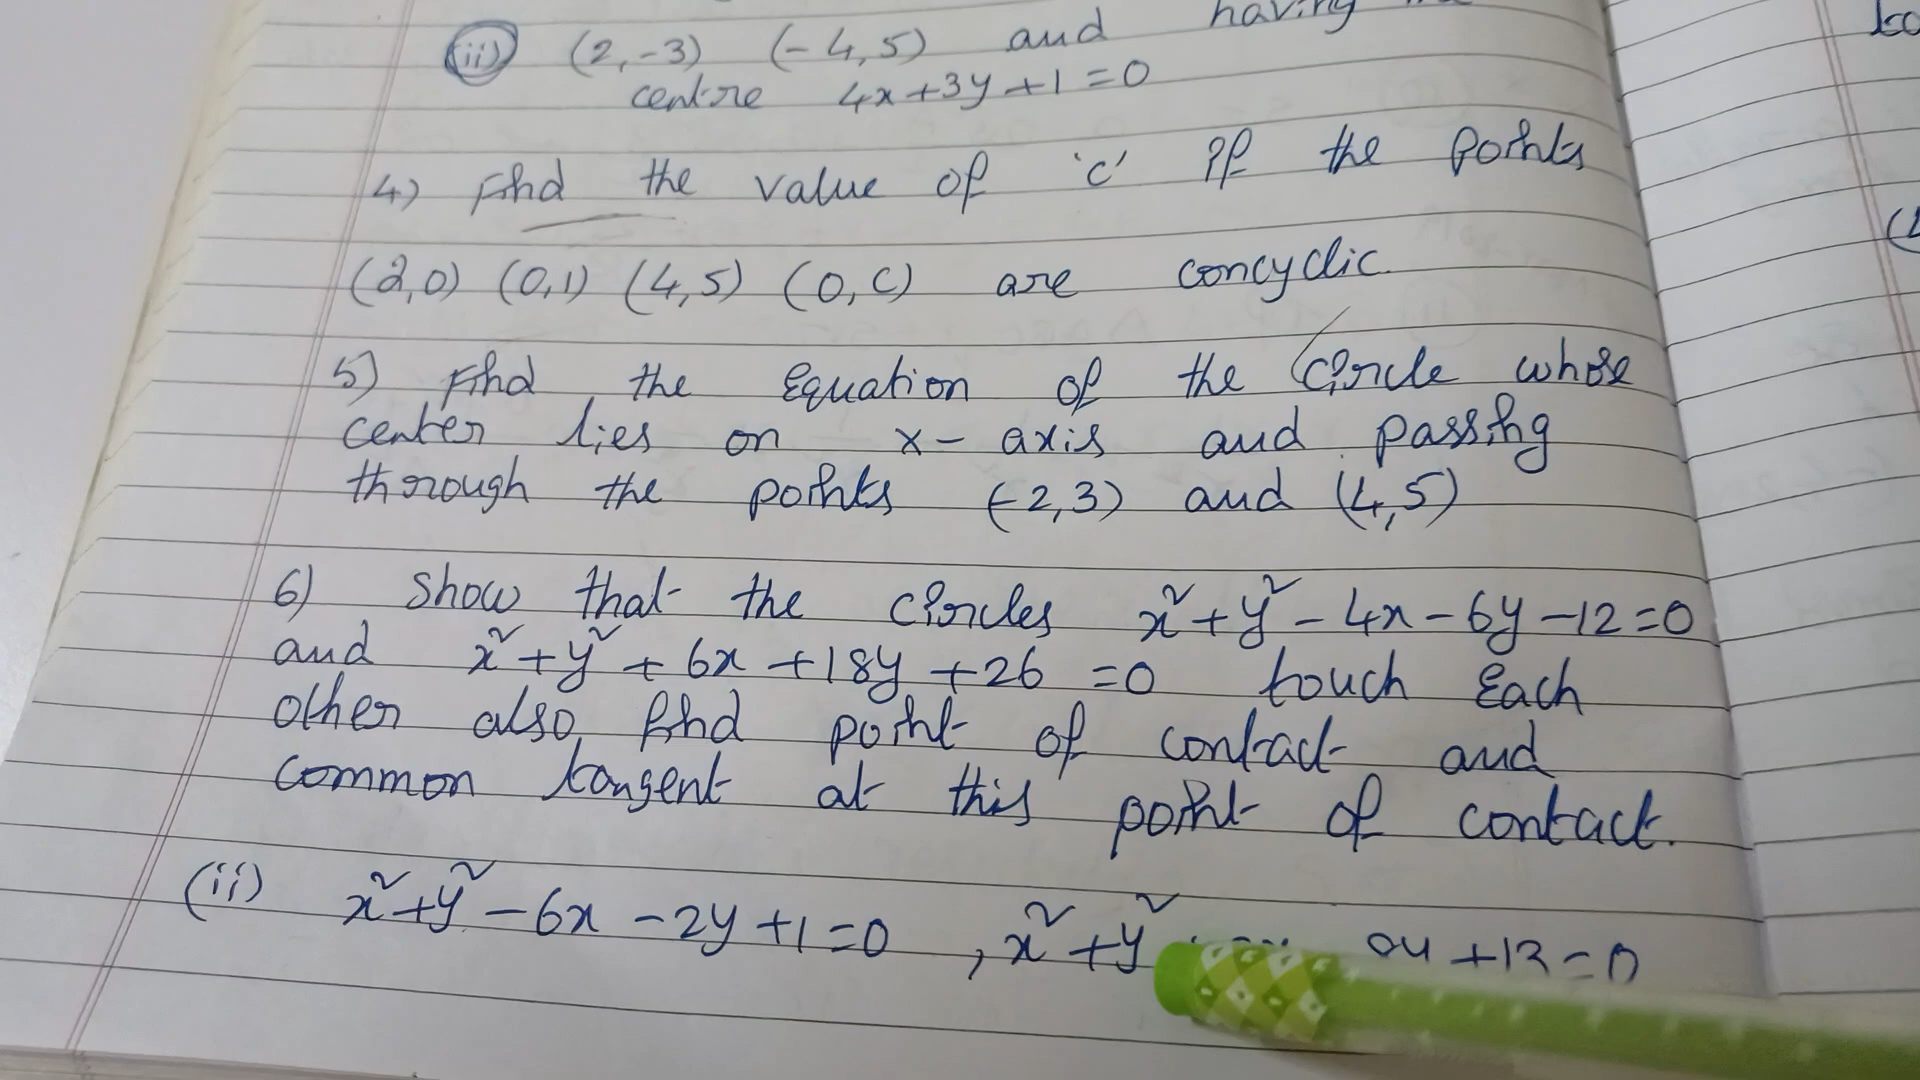 having
(ii) (2,-3) (-4,5) and
centre 4x+3y+1=0
4) Find the value of 'c' if the points
(2,0) (0,1) (4,5) (0,C) are concyclic.
5) Find the Equation of the Circle whose
center lies on x-axis and passing
through the points (-2,3) and (4,5)
6) Show that the circles x²+y²-4x-6y-12=0
and x²+y²+6x+18y+26=0 touch Each
other also find point of contact and
common tangent at this point of contact.
(ii) x²+y²-6x-2y+1=0, x²+y² +13=0